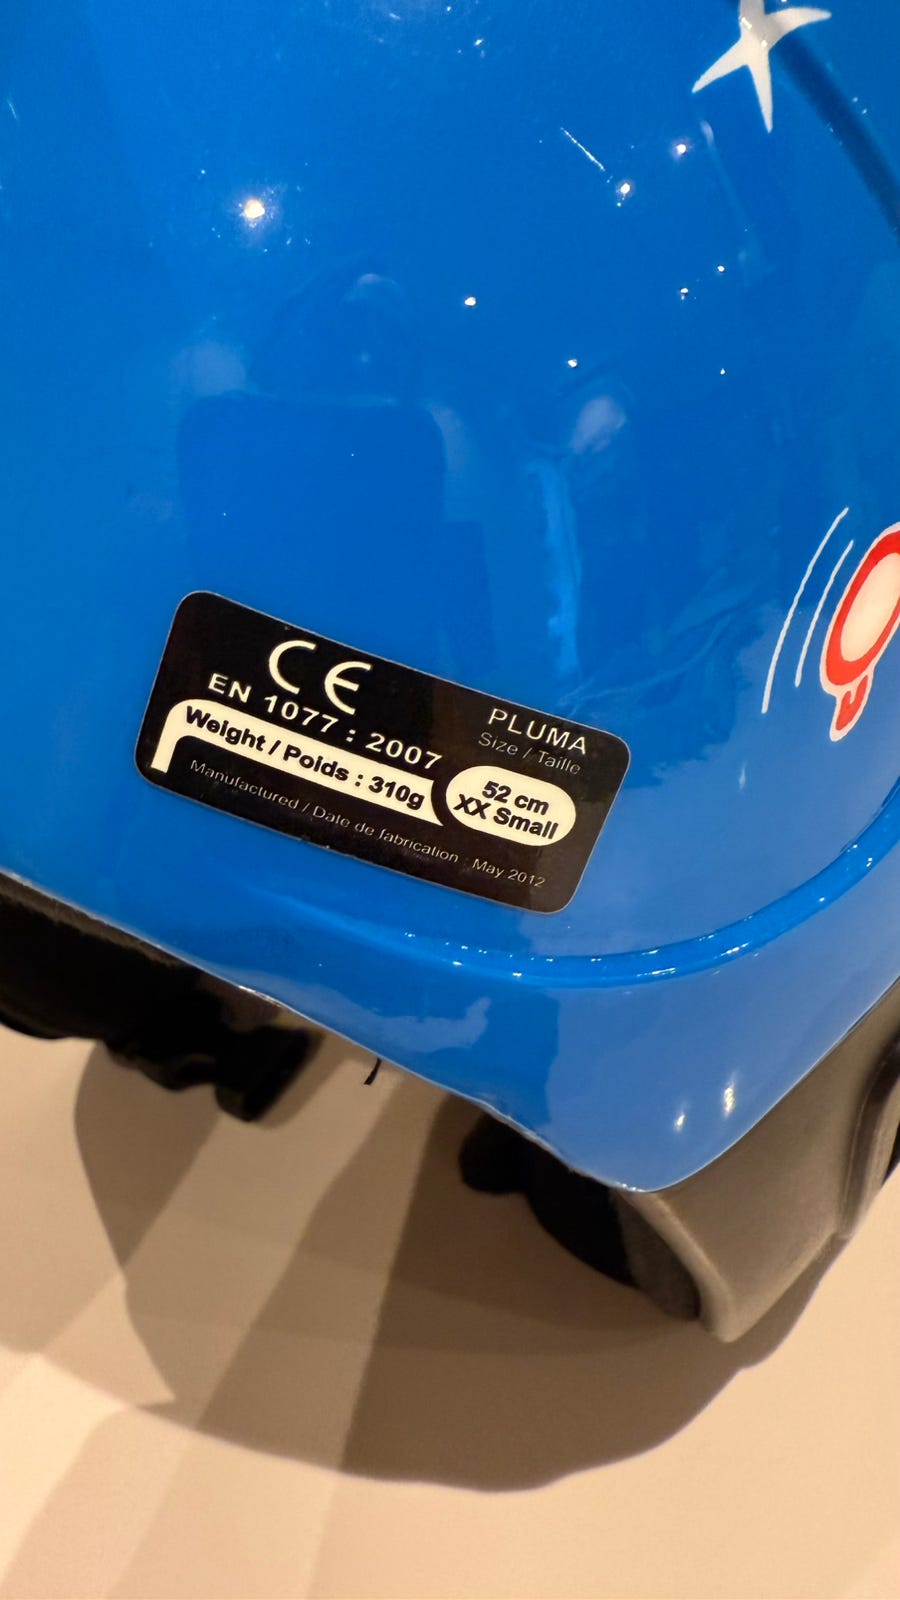 CE
EN 1077 : 2007
Weight / Poids : 310g
Manufactured / Date de fabrication : May 2012
PLUMA
Size / Taille
52 cm
XX Small